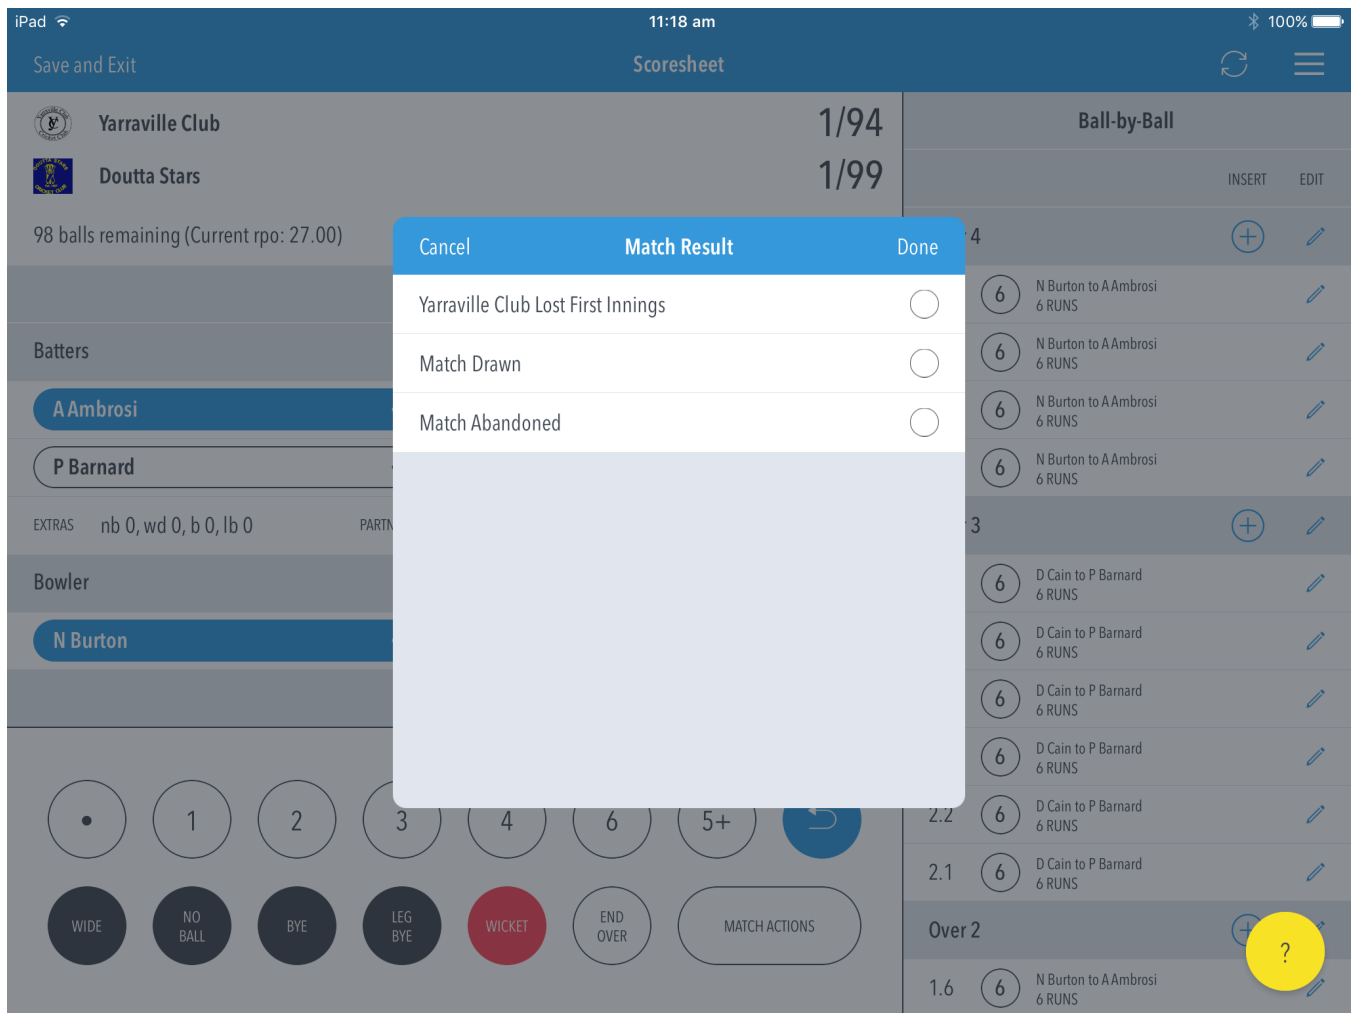 iPad 11:18 am 100%
Save and Exit Scoresheet
Yarraville Club 1/94
Doutta Stars 1/99
98 balls remaining (Current rpo: 27.00)
Batters
A Ambrosi
P Barnard
EXTRAS nb 0, wd 0, b 0, lb 0 PARTN
Bowler
N Burton
Cancel Match Result Done
Yarraville Club Lost First Innings
Match Drawn
Match Abandoned
1 2 3 4 6 5+
WIDE
NO
BALL
BYE
LEG
BYE
WICKET
END
OVER
MATCH ACTIONS
Ball-by-Ball
INSERT EDIT
4
6 N Burton to A Ambrosi
6 RUNS
6 N Burton to A Ambrosi
6 RUNS
6 N Burton to A Ambrosi
6 RUNS
6 N Burton to A Ambrosi
6 RUNS
3
6 D Cain to P Barnard
6 RUNS
6 D Cain to P Barnard
6 RUNS
6 D Cain to P Barnard
6 RUNS
6 D Cain to P Barnard
6 RUNS
2.2 6 D Cain to P Barnard
6 RUNS
2.1 6 D Cain to P Barnard
6 RUNS
Over 2
?
1.6 6 N Burton to A Ambrosi
6 RUNS